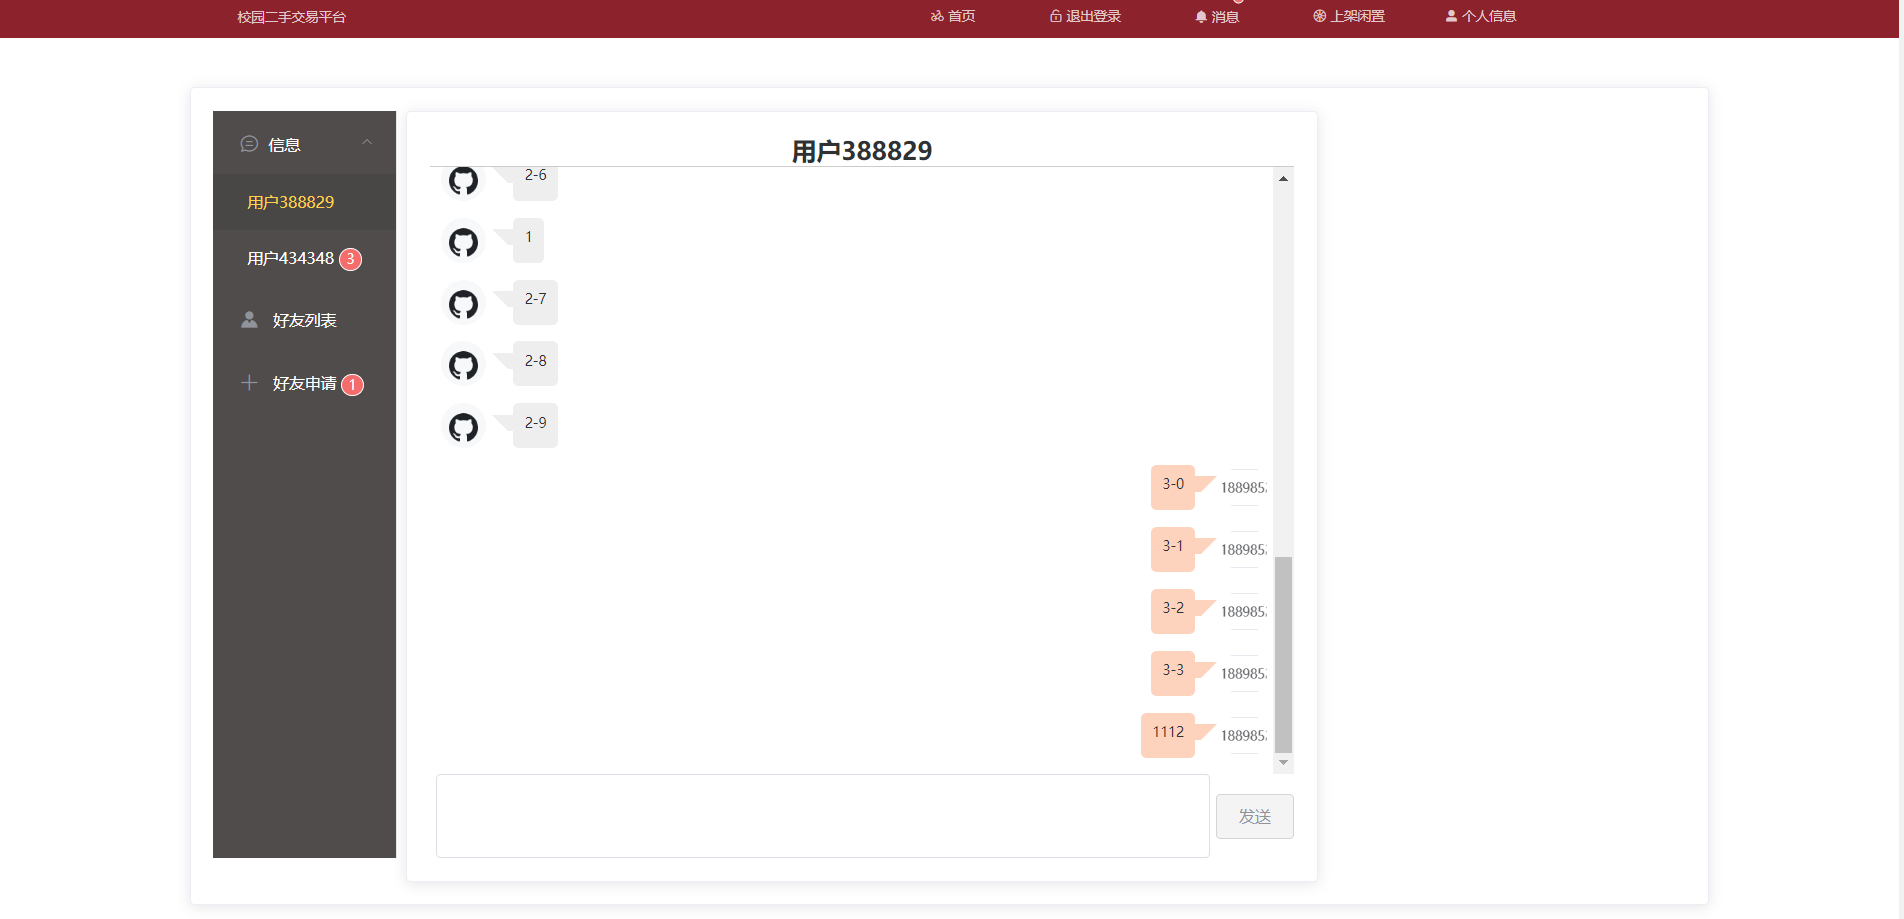 校园二手交易平台
首页
退出登录
消息
上架闲置
个人信息
信息
用户388829
用户434348 3
好友列表
好友申请 1
用户388829
2-6
1
2-7
2-8
2-9
3-0
188985
3-1
188985
3-2
188985
3-3
188985
1112
188985
发送